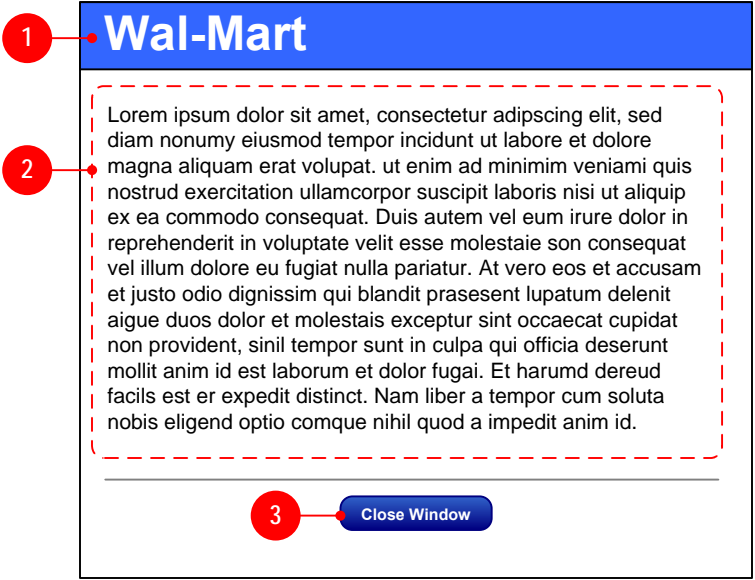 1
Wal-Mart
2
Lorem ipsum dolor sit amet, consectetur adipscing elit, sed
diam nonumy eiusmod tempor incidunt ut labore et dolore
magna aliquam erat volupat. ut enim ad minimim veniami quis
nostrud exercitation ullamcorpor suscipit laboris nisi ut aliquip
ex ea commodo consequat. Duis autem vel eum irure dolor in
reprehenderit in voluptate velit esse molestaie son consequat
vel illum dolore eu fugiat nulla pariatur. At vero eos et accusam
et justo odio dignissim qui blandit prasesent lupatum delenit
aigue duos dolor et molestais exceptur sint occaecat cupidat
non provident, sinil tempor sunt in culpa qui officia deserunt
mollit anim id est laborum et dolor fugai. Et harumd dereud
facils est er expedit distinct. Nam liber a tempor cum soluta
nobis eligend optio comque nihil quod a impedit anim id.
3
Close Window